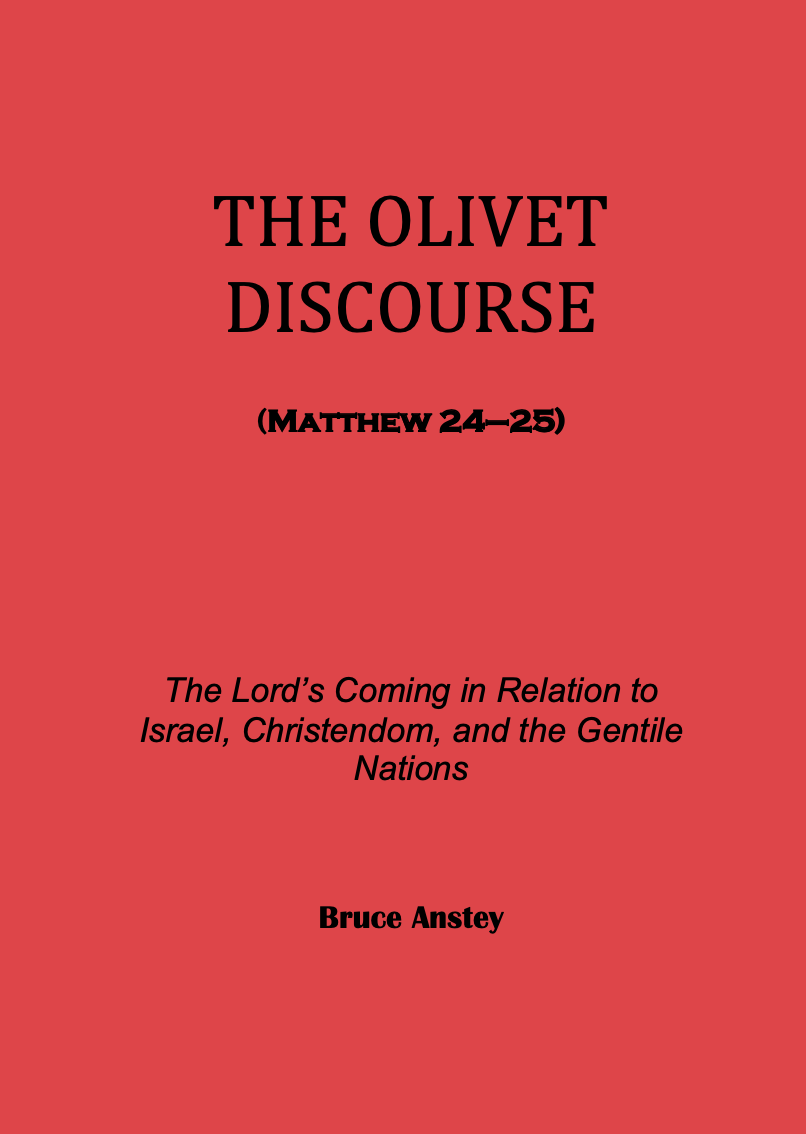 THE OLIVET
DISCOURSE
(MATTHEW 24–25)
The Lord’s Coming in Relation to
Israel, Christendom, and the Gentile
Nations
Bruce Anstey